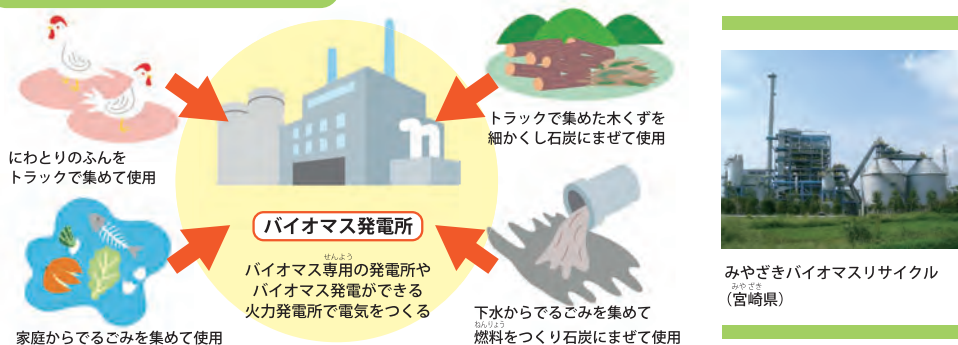 にわとりのふんを
トラックで集めて使用
トラックで集めた木くずを
細かくし石炭にまぜて使用
バイオマス発電所
せんよう
バイオマス専用の発電所や
バイオマス発電ができる
火力発電所で電気をつくる
家庭からでるごみを集めて使用
下水からでるごみを集めて
ねんりょう
燃料をつくり石炭にまぜて使用
みやざきバイオマスリサイクル
みやざき
（宮崎県）